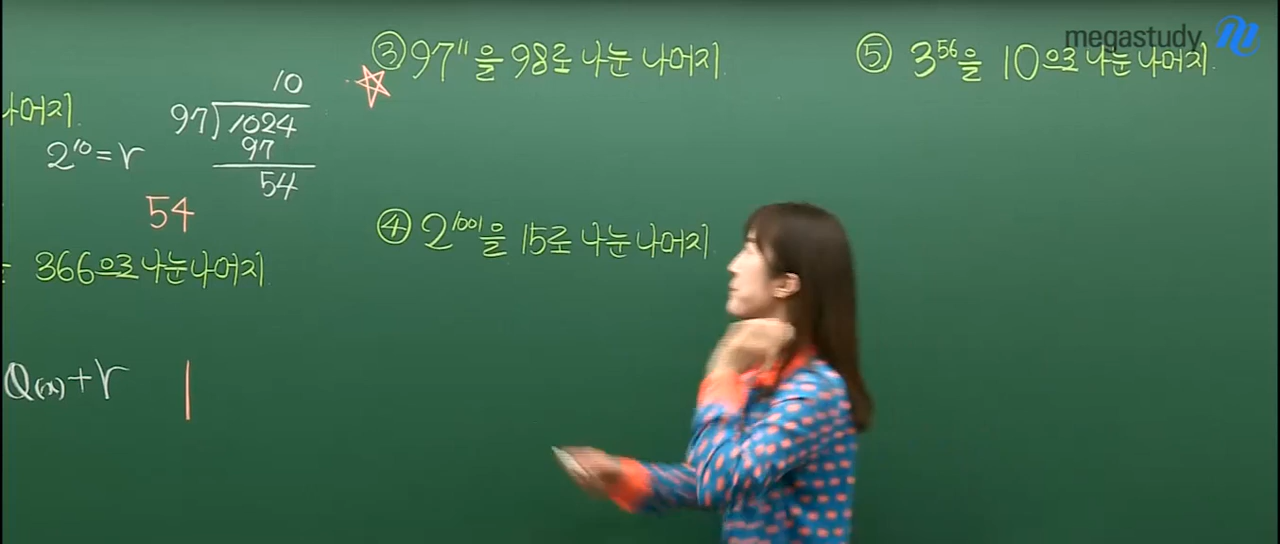 나머지.
2¹⁰=r
10
97)1024
97
54
54
366으로 나눈 나머지
Q(x)+r 1
③ 97¹¹을 98로 나눈 나머지.
④ 2¹⁰⁰¹을 15로 나눈 나머지.
megastudy
⑤ 3⁵⁶을 10으로 나눈 나머지.